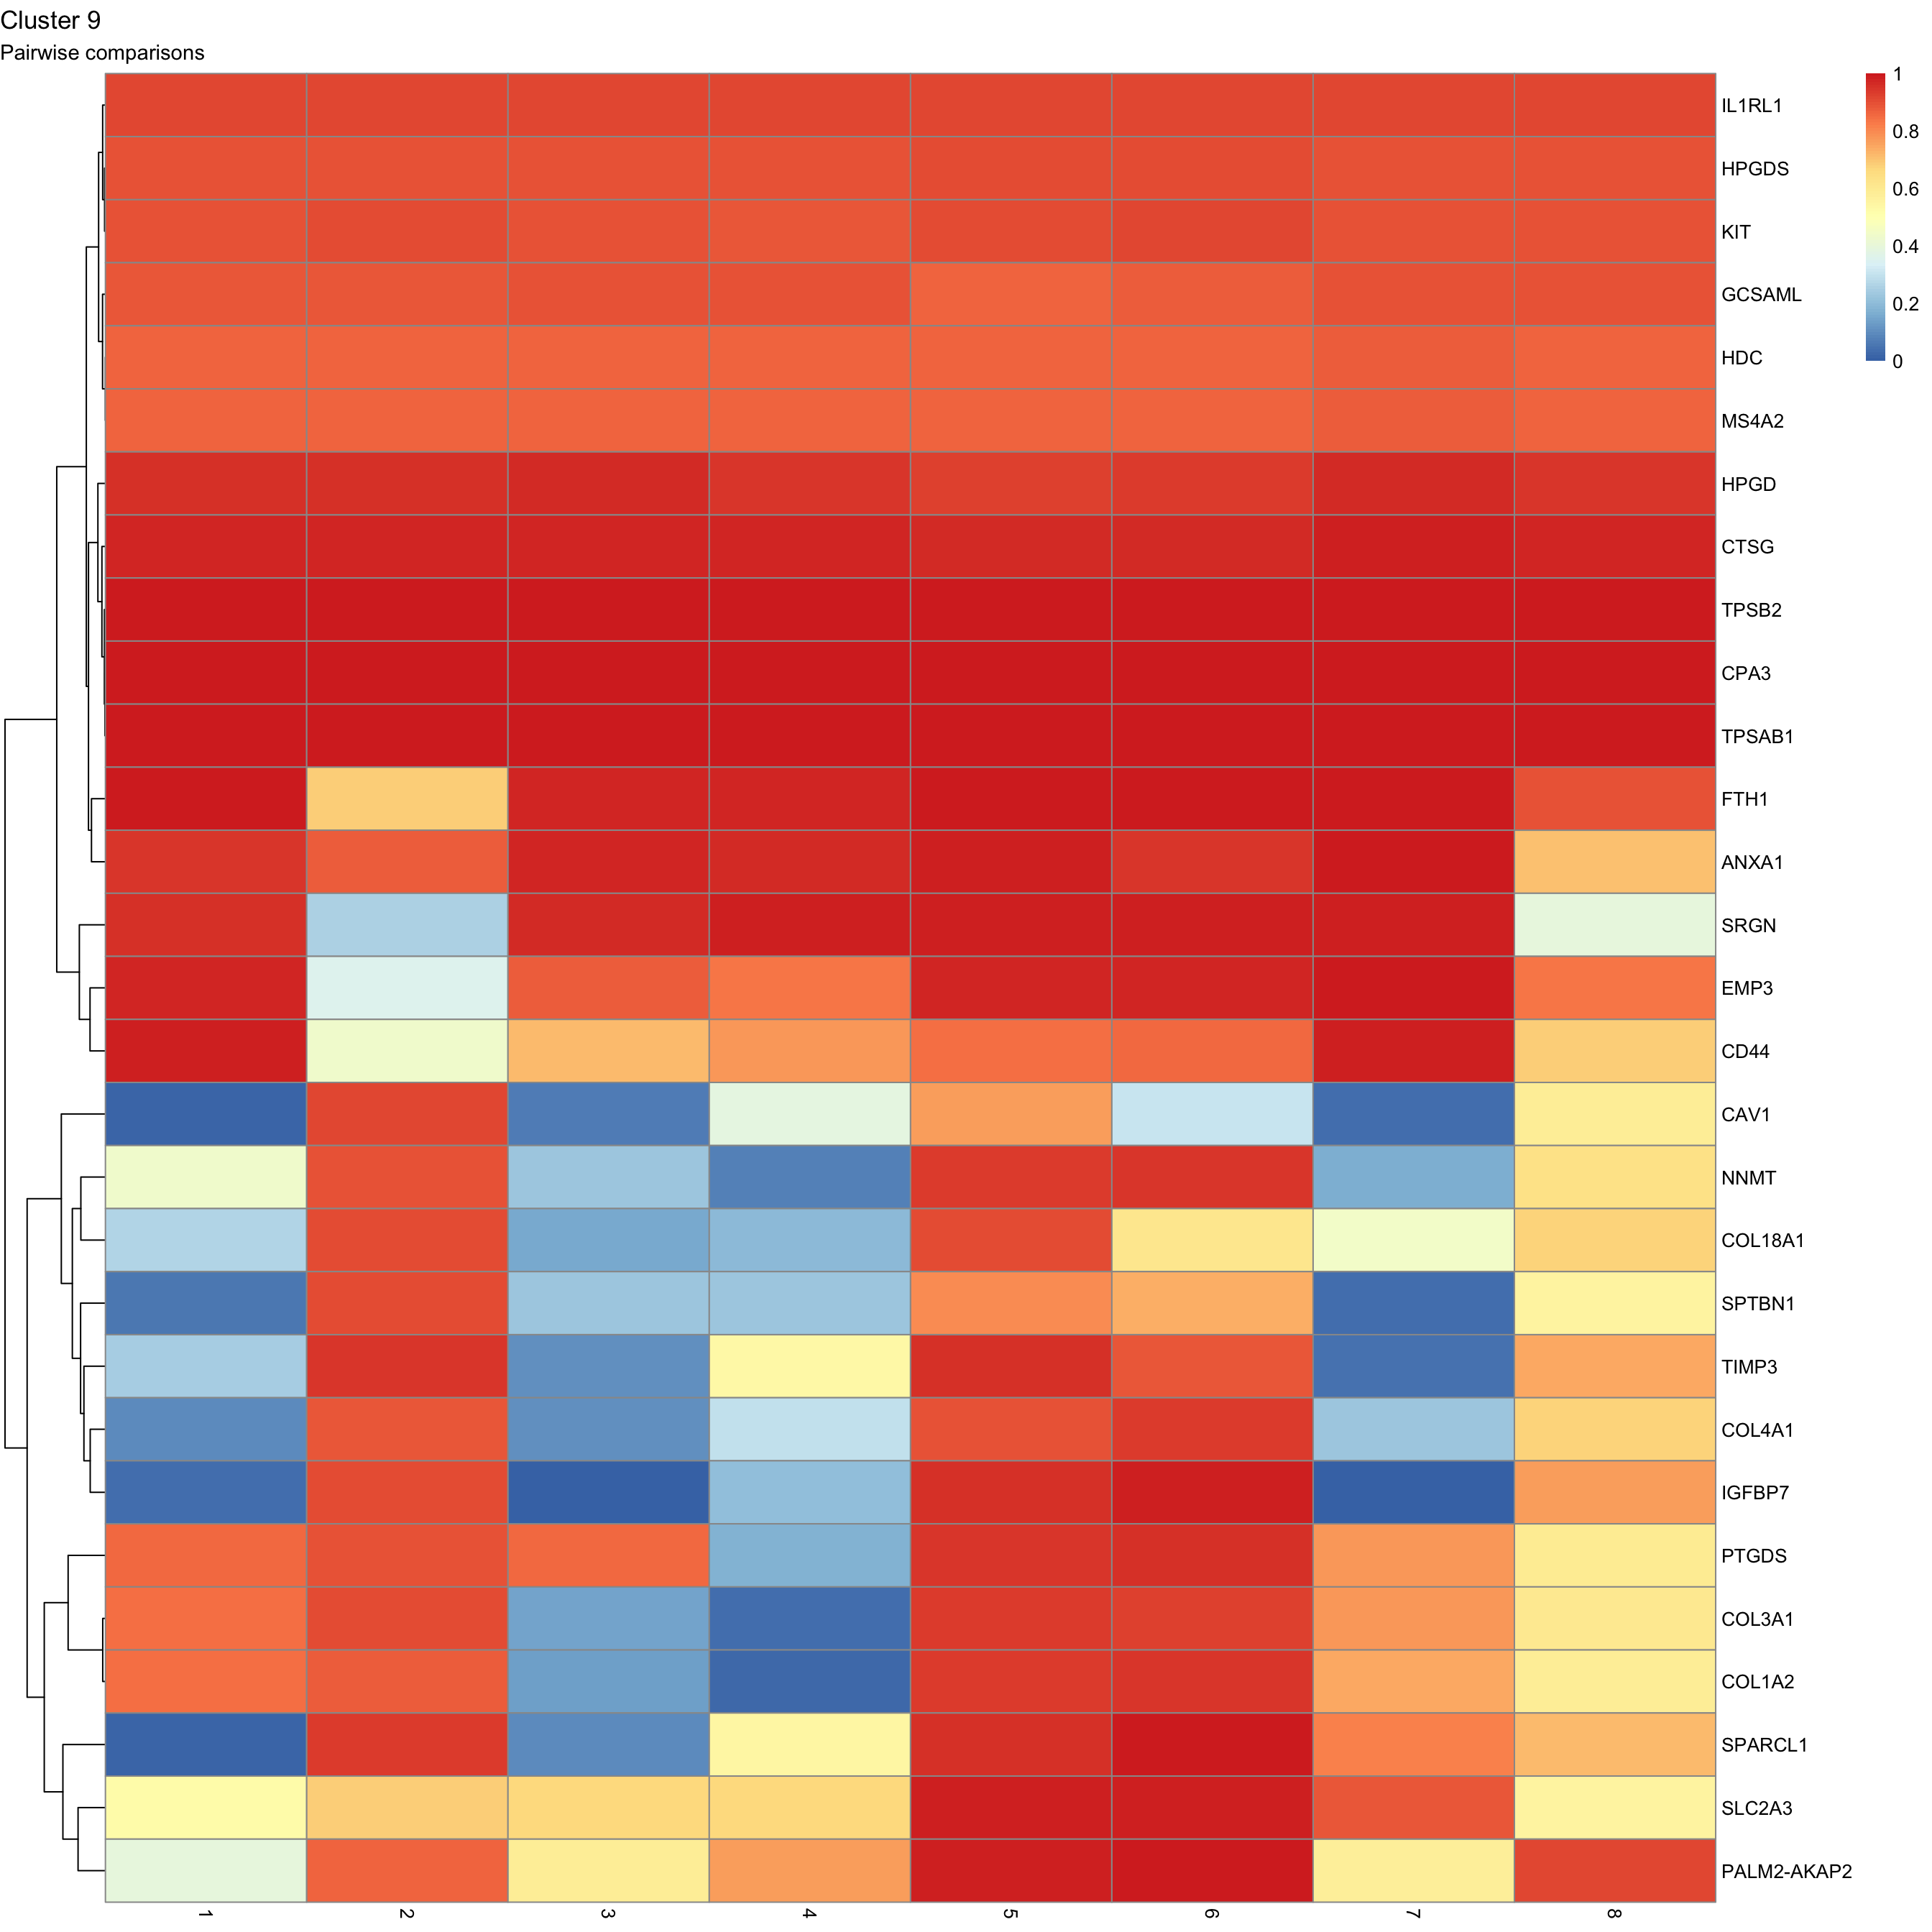 Cluster 9
Pairwise comparisons
IL1RL1
HPGDS
KIT
GCSAML
HDC
MS4A2
HPGD
CTSG
TPSB2
CPA3
TPSAB1
FTH1
ANXA1
SRGN
EMP3
CD44
CAV1
NNMT
COL18A1
SPTBN1
TIMP3
COL4A1
IGFBP7
PTGDS
COL3A1
COL1A2
SPARCL1
SLC2A3
PALM2-AKAP2
1
0.8
0.6
0.4
0.2
0
1 2 3 4 5 6 7 8